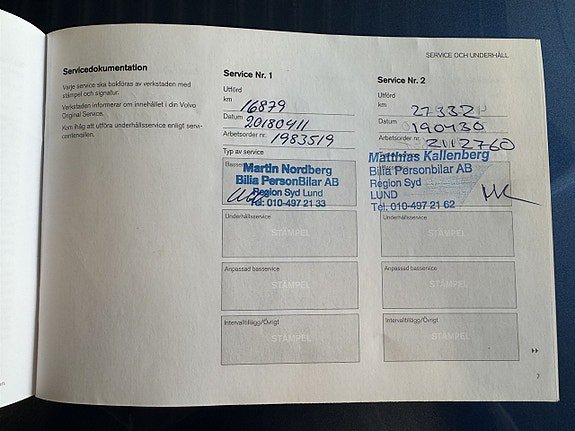 SERVICE OCH UNDERHÅLL
Servicedokumentation
Varje service ska bokföras av verkstaden med
stämpel och signatur.
Verkstaden informerar om innehållet i din Volvo
Original Service.
Kom ihåg att utföra underhållsservice enligt servi-
centervallen.
Service Nr. 1
Utförd
km 16879
Datum 20180411
Arbetsorder nr. 1983519
Typ av service
Martin Nordberg
Bilia PersonBilar AB
Region Syd Lund
Tel: 010-497 21 33
Underhållsservice
STÄMPEL
Anpassad basservice
STÄMPEL
Intervalltillägg/Övrigt
STÄMPEL
Service Nr. 2
Utförd
km 27332
Datum 190430
Arbetsorder nr. 2112760
Matthias Kallenberg
Bilia Personbilar AB
Region Syd
LUND
Tel. 010-497 21 62
Underhållsservice
STÄMPEL
Anpassad basservice
STÄMPEL
Intervalltillägg/Övrigt
STÄMPEL
7